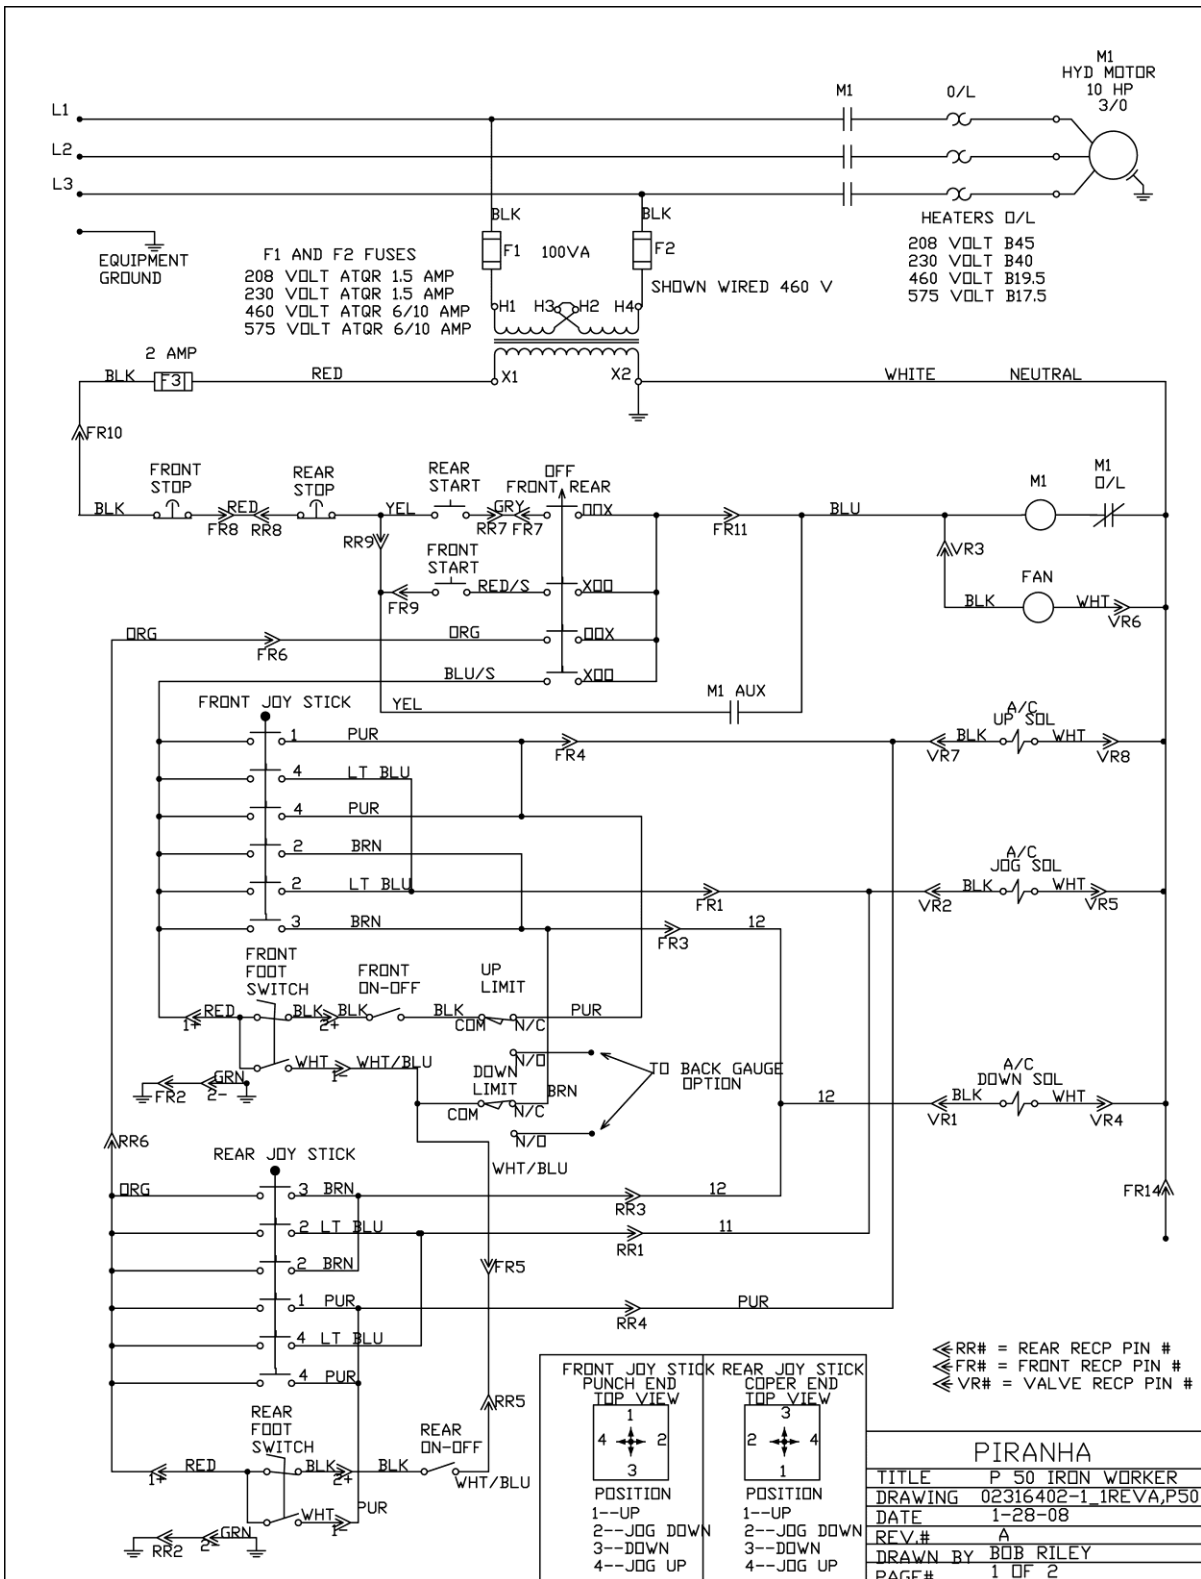 M1
HYD MOTOR
10 HP
3/0
M1
O/L
L1
L2
L3
BLK
BLK
HEATERS O/L
208 VOLT B45
230 VOLT B40
460 VOLT B19.5
575 VOLT B17.5
EQUIPMENT
GROUND
F1 AND F2 FUSES
208 VOLT ATQR 1.5 AMP
230 VOLT ATQR 1.5 AMP
460 VOLT ATQR 6/10 AMP
575 VOLT ATQR 6/10 AMP
F1
100VA
F2
SHOWN WIRED 460 V
H1
H3
H2
H4
2 AMP
BLK
F3
RED
X1
X2
WHITE
NEUTRAL
FR10
FRONT
STOP
REAR
STOP
REAR
START
OFF
FRONT
REAR
M1
M1
O/L
BLK
RED
FR8
RR8
YEL
GRY
RR7
FR7
OOX
FR11
BLU
RR9
FRONT
START
VR3
FAN
FR9
RED/S
XOO
BLK
WHT
VR6
ORG
FR6
ORG
OOX
BLU/S
XOO
YEL
M1 AUX
FRONT JOY STICK
1
PUR
FR4
A/C
UP SOL
BLK
WHT
VR7
VR8
4
LT BLU
4
PUR
2
BRN
A/C
JOG SOL
2
LT BLU
FR1
BLK
WHT
VR2
VR5
3
BRN
FR3
12
FRONT
FOOT
SWITCH
FRONT
ON-OFF
UP
LIMIT
RED
1+
BLK
BLK
2+
BLK
COM
N/C
PUR
WHT
1-
WHT/BLU
N/O
TO BACK GAUGE
OPTION
GRN
FR2
2-
DOWN
LIMIT
COM
N/C
BRN
N/O
WHT/BLU
A/C
DOWN SOL
12
BLK
WHT
VR1
VR4
RR6
REAR JOY STICK
ORG
3
BRN
RR3
12
FR14
2
LT BLU
RR1
11
2
BRN
FR5
1
PUR
RR4
PUR
4
LT BLU
4
PUR
RR5
RR# = REAR RECP PIN #
FR# = FRONT RECP PIN #
VR# = VALVE RECP PIN #
REAR
FOOT
SWITCH
REAR
ON-OFF
RED
1+
BLK
2+
BLK
WHT/BLU
WHT
1-
PUR
GRN
RR2
2-
FRONT JOY STICK
PUNCH END
TOP VIEW
1
4
2
3
POSITION
1--UP
2--JOG DOWN
3--DOWN
4--JOG UP
REAR JOY STICK
COPER END
TOP VIEW
3
2
4
1
POSITION
1--UP
2--JOG DOWN
3--DOWN
4--JOG UP
PIRANHA
TITLE P 50 IRON WORKER
DRAWING 02316402-1_1REVA,P50
DATE 1-28-08
REV.# A
DRAWN BY BOB RILEY
PAGE# 1 OF 2